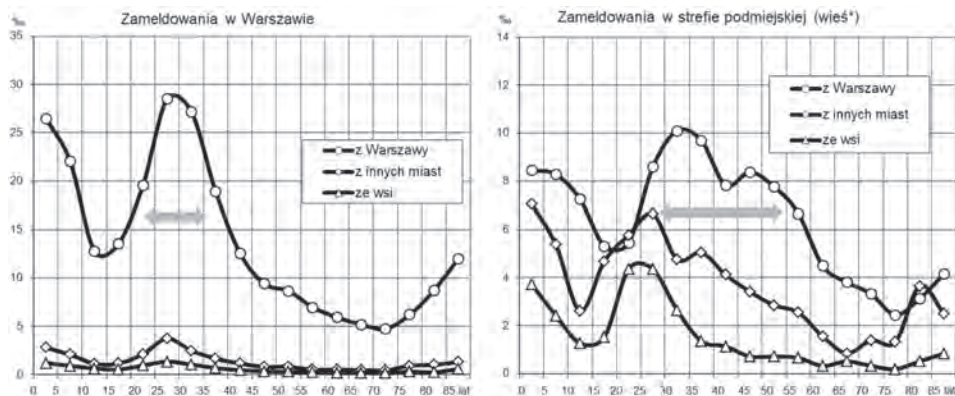 Zameldowania w Warszawie
‰
35
30
25
20
15
10
5
0
0 5 10 15 20 25 30 35 40 45 50 55 60 65 70 75 80 85 lat
z Warszawy
z innych miast
ze wsi
Zameldowania w strefie podmiejskiej (wieś*)
‰
14
12
10
8
6
4
2
0
0 5 10 15 20 25 30 35 40 45 50 55 60 65 70 75 80 85 lat
z Warszawy
z innych miast
ze wsi